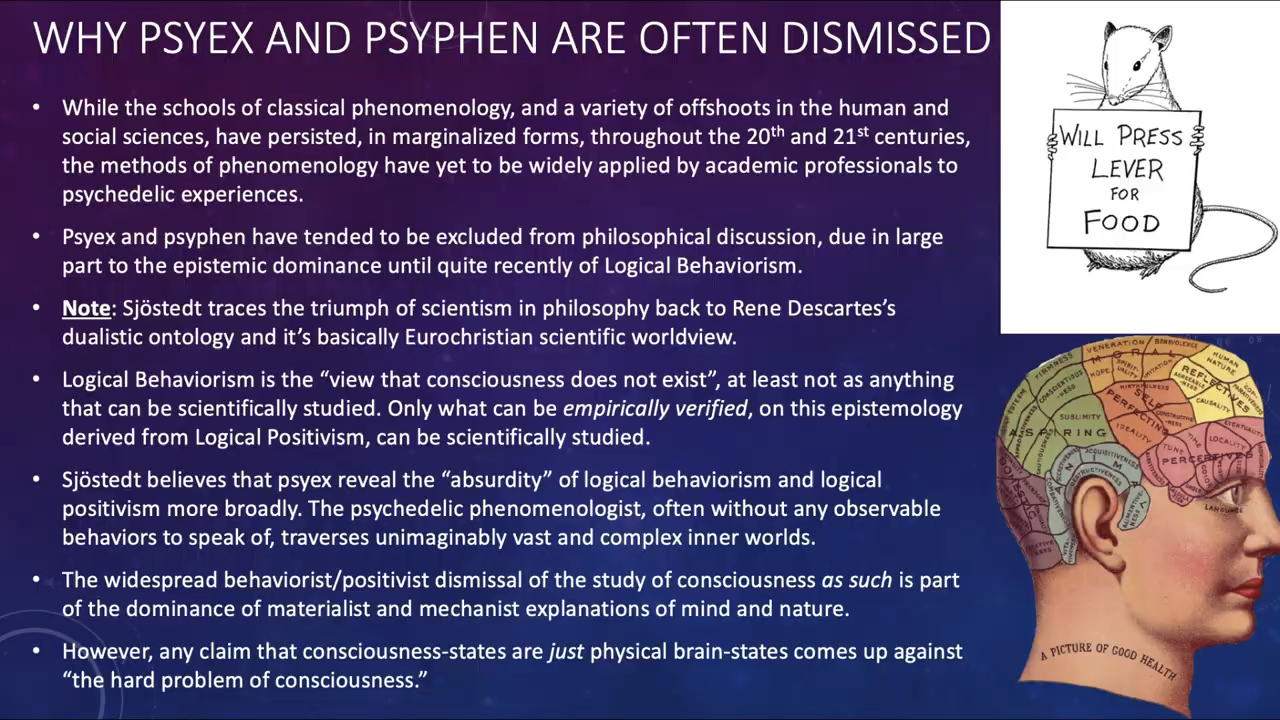 WHY PSYEX AND PSYPHEN ARE OFTEN DISMISSED
• While the schools of classical phenomenology, and a variety of offshoots in the human and
social sciences, have persisted, in marginalized forms, throughout the 20th and 21st centuries,
the methods of phenomenology have yet to be widely applied by academic professionals to
psychedelic experiences.
• Psyex and psyphen have tended to be excluded from philosophical discussion, due in large
part to the epistemic dominance until quite recently of Logical Behaviorism.
• Note: Sjöstedt traces the triumph of scientism in philosophy back to Rene Descartes’s
dualistic ontology and it’s basically Eurochristian scientific worldview.
• Logical Behaviorism is the “view that consciousness does not exist”, at least not as anything
that can be scientifically studied. Only what can be empirically verified, on this epistemology
derived from Logical Positivism, can be scientifically studied.
• Sjöstedt believes that psyex reveal the “absurdity” of logical behaviorism and logical
positivism more broadly. The psychedelic phenomenologist, often without any observable
behaviors to speak of, traverses unimaginably vast and complex inner worlds.
• The widespread behaviorist/positivist dismissal of the study of consciousness as such is part
of the dominance of materialist and mechanist explanations of mind and nature.
• However, any claim that consciousness-states are just physical brain-states comes up against
“the hard problem of consciousness.”
WILL PRESS
LEVER
FOR
FOOD
VENERATION
BENEVOLENCE
FIRMNESS
MORAL
HOPE
HUMAN
NATURE
REFLECTIVES
CAUSALITY
SELF
PERFECTING
SUBLIMITY
IDEALITY
ASPIRING
TIME
TUNE
LOCALITY
EVENTUALITY
PERCEPTIVES
ACQUISITIVENESS
ANIMAL
LANGUAGE
A PICTURE OF GOOD HEALTH